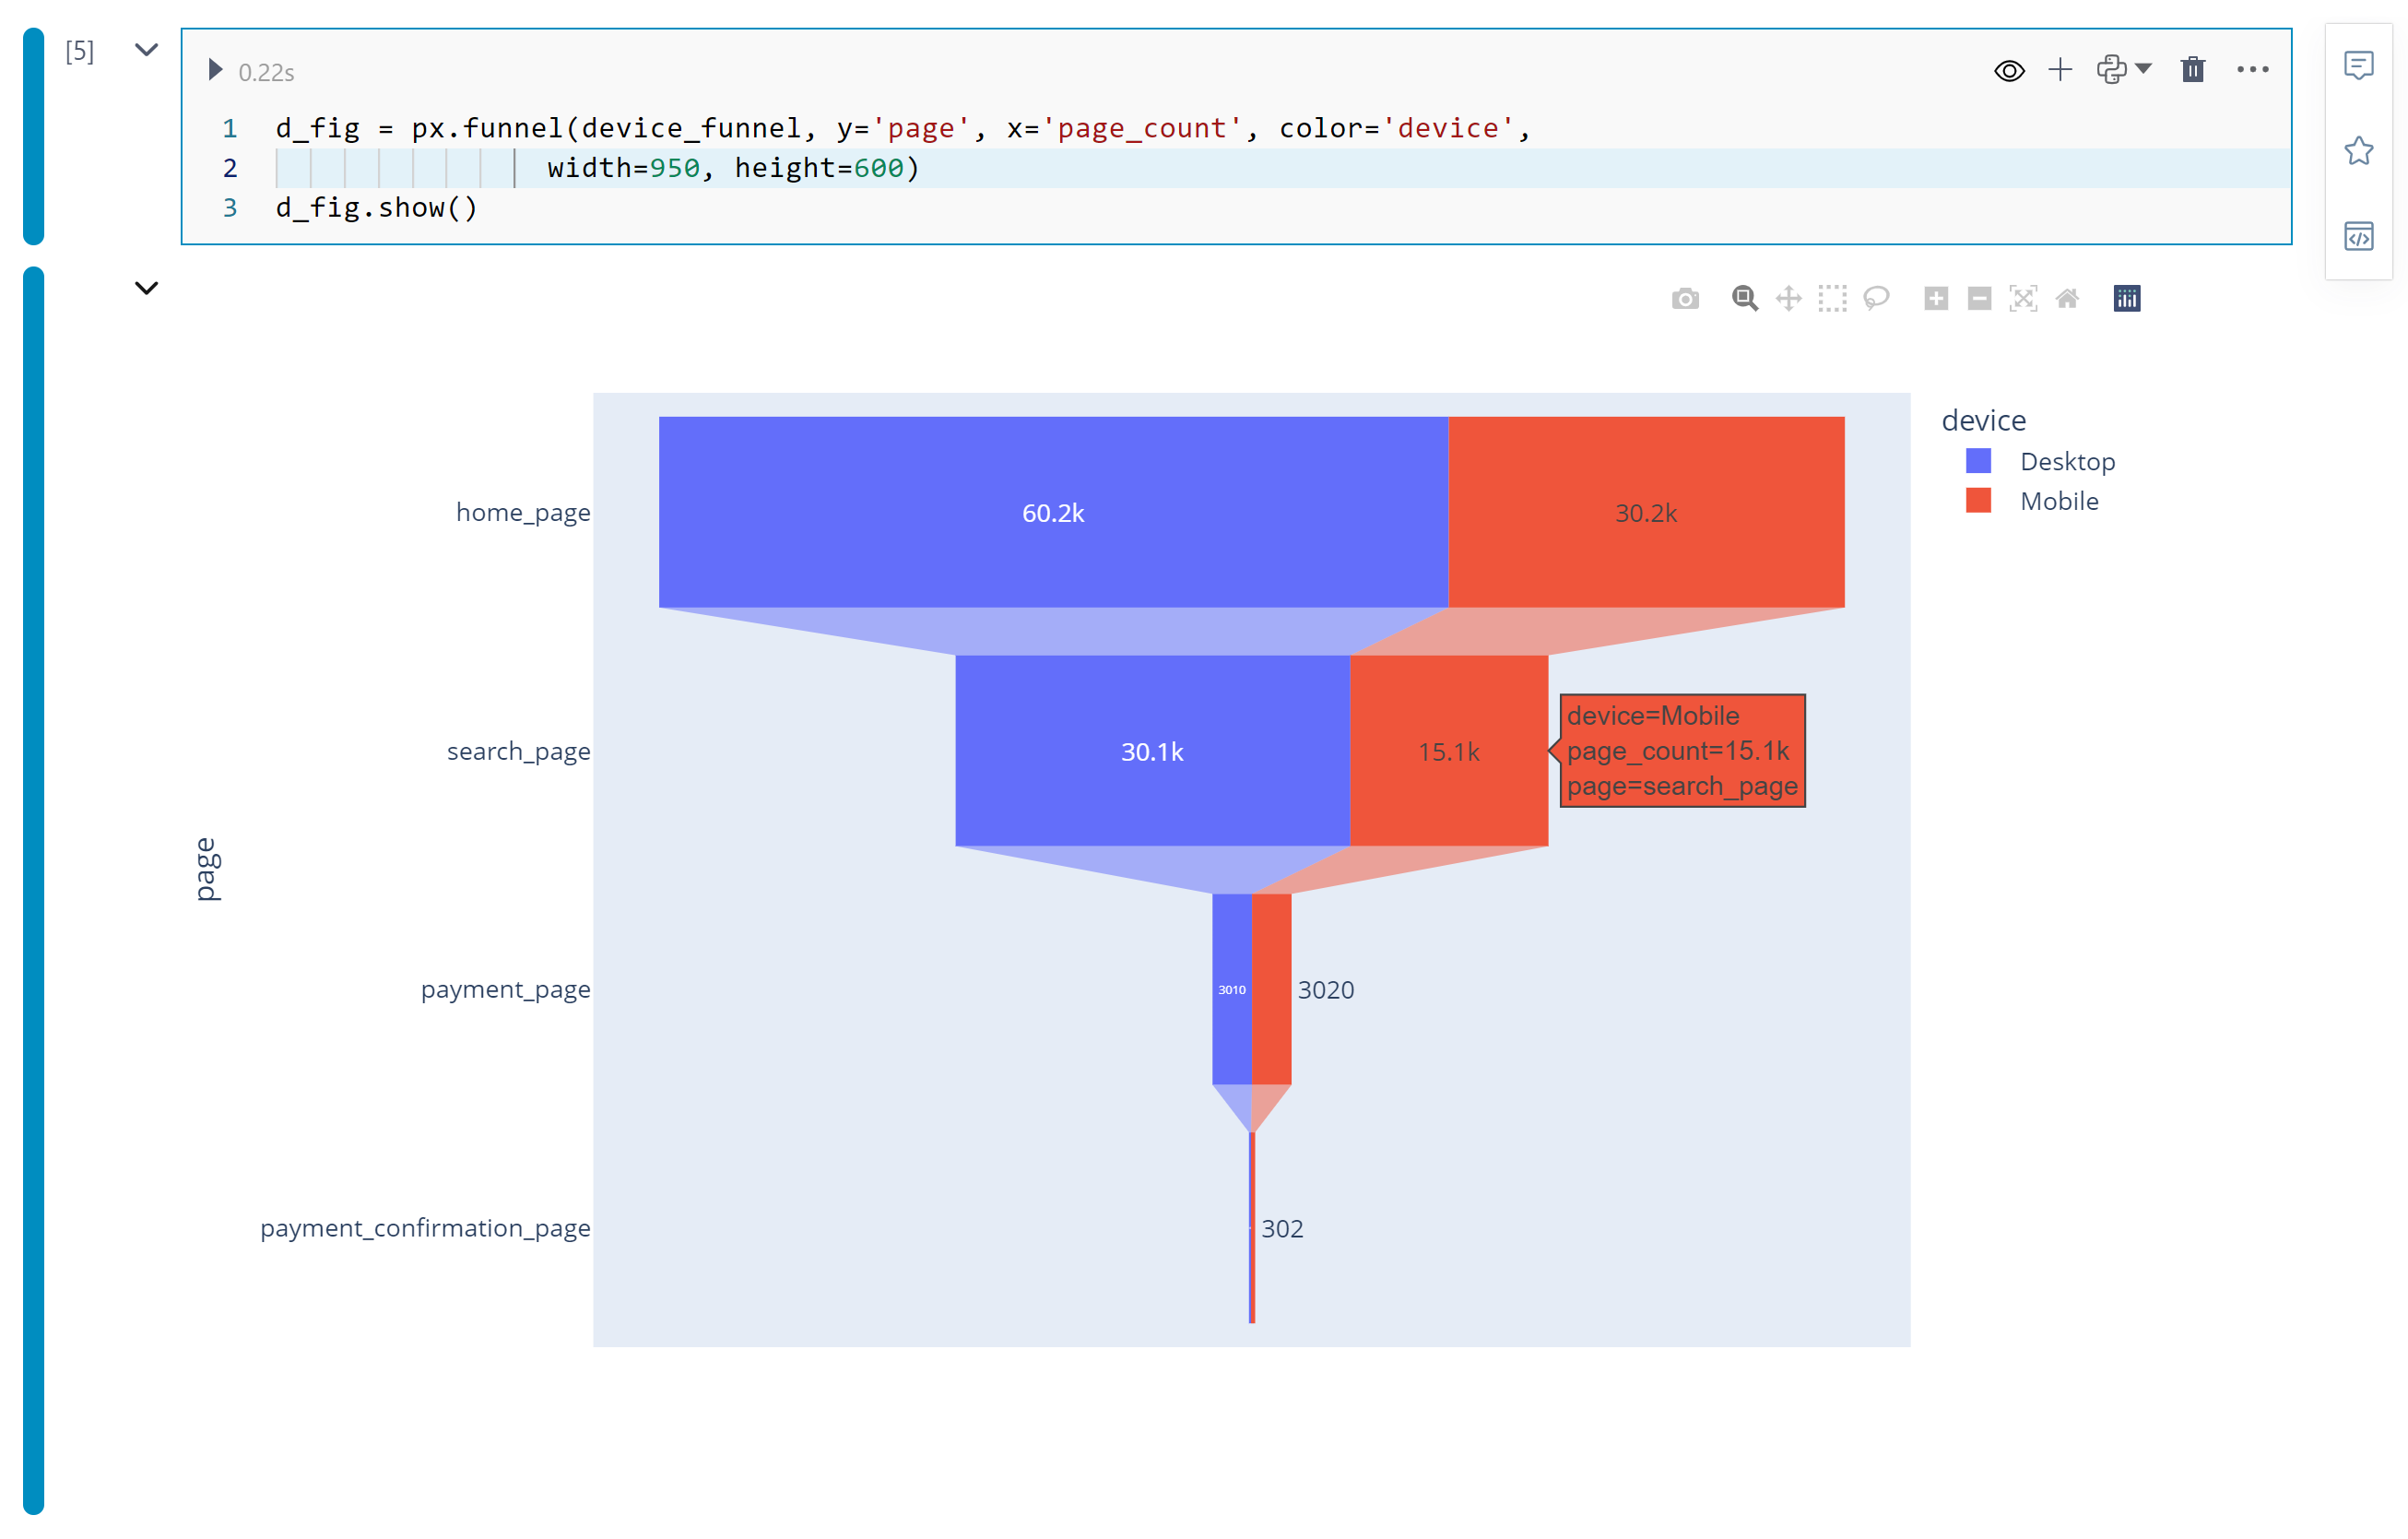 [5]
0.22s
1 d_fig = px.funnel(device_funnel, y='page', x='page_count', color='device',
2 width=950, height=600)
3 d_fig.show()
device
Desktop
Mobile
home_page
60.2k
30.2k
search_page
30.1k
15.1k
device=Mobile
page_count=15.1k
page=search_page
page
payment_page
3010
3020
payment_confirmation_page
302